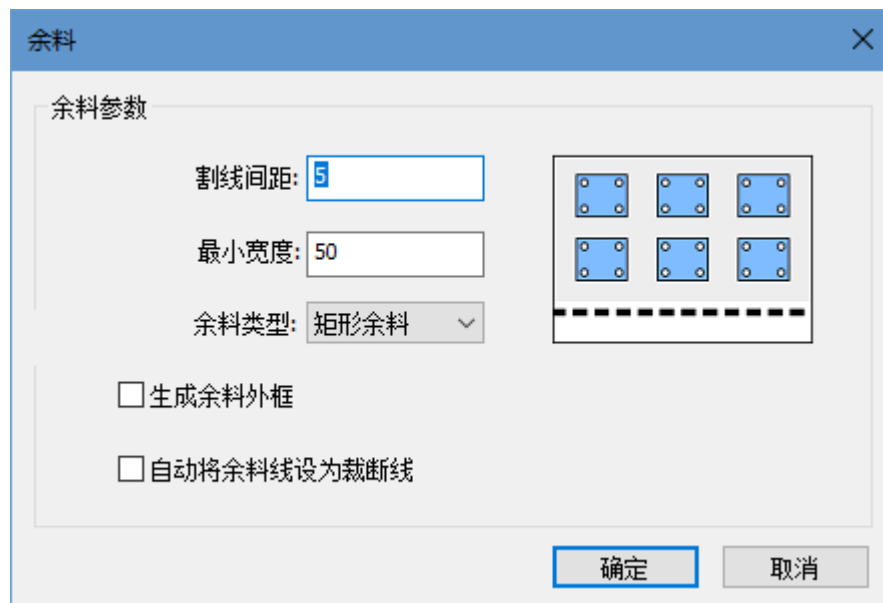 余料
余料参数
割线间距: 5
最小宽度: 50
余料类型: 矩形余料
生成余料外框
自动将余料线设为裁断线
确定 取消